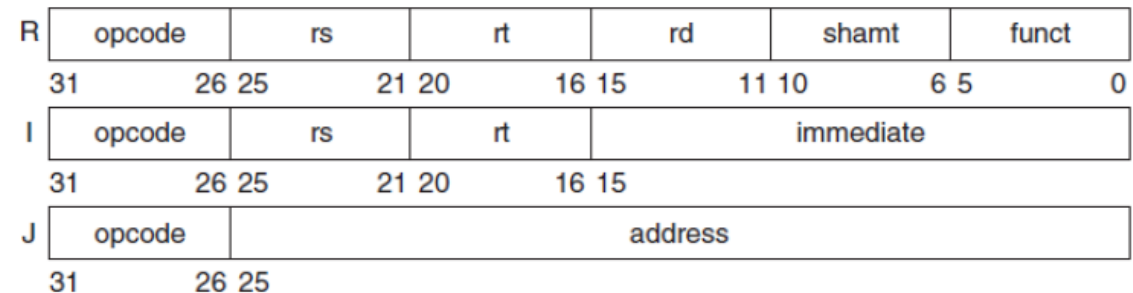 R opcode rs rt rd shamt funct
31 26 25 21 20 16 15 11 10 6 5 0
I opcode rs rt immediate
31 26 25 21 20 16 15
J opcode address
31 26 25